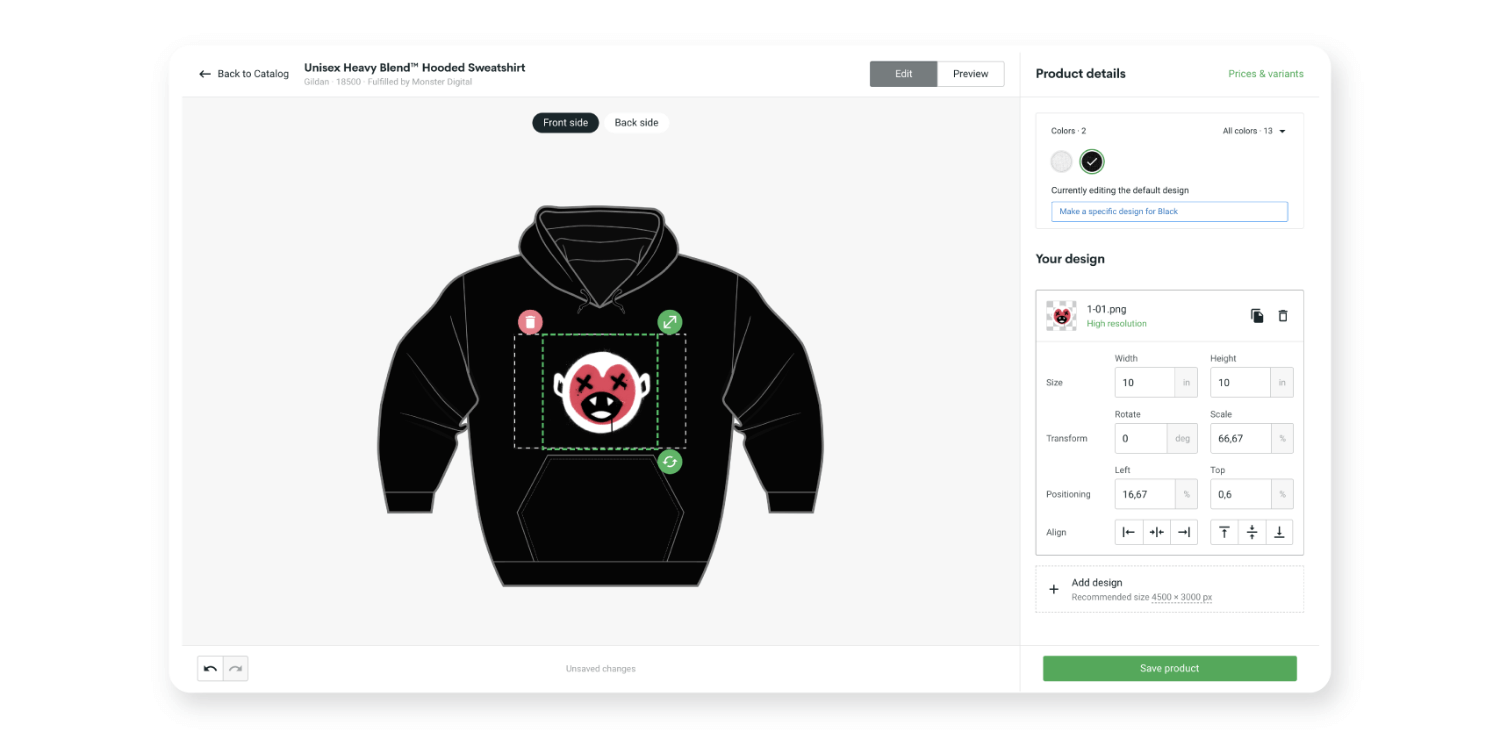 Back to Catalog
Unisex Heavy Blend™ Hooded Sweatshirt
Gildan · 18500 · Fulfilled by Monster Digital
Edit
Preview
Product details
Prices & variants
Front side
Back side
Colors · 2
All colors · 13
Currently editing the default design
Make a specific design for Black
Your design
1-01.png
High resolution
Width
Height
Size
10
in
10
in
Rotate
Scale
Transform
0
deg
66,67
%
Left
Top
Positioning
16,67
%
0,6
%
Align
Add design
Recommended size 4500 × 3000 px
Unsaved changes
Save product